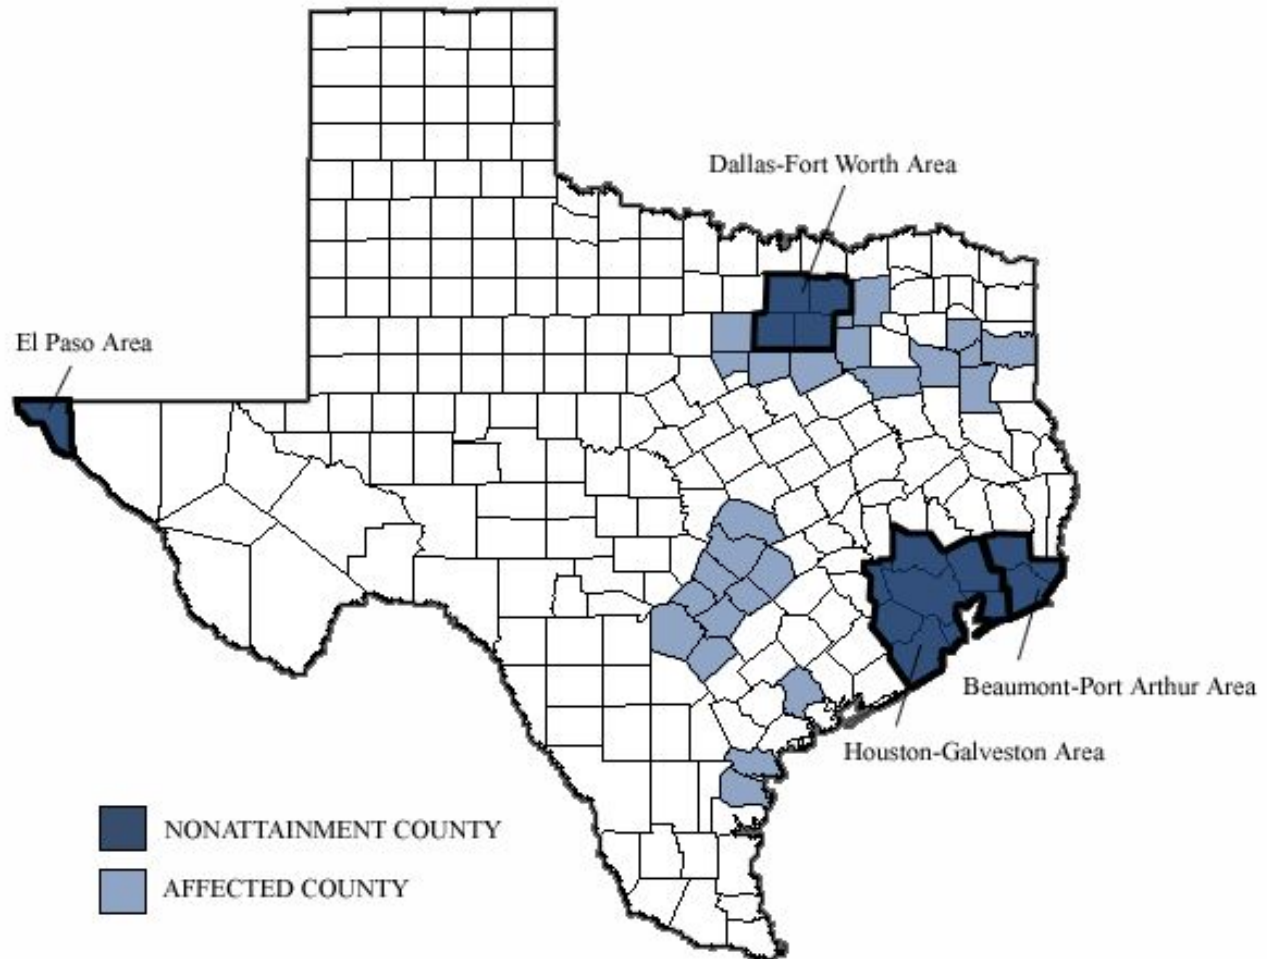 Dallas-Fort Worth Area
El Paso Area
Beaumont-Port Arthur Area
Houston-Galveston Area
NONATTAINMENT COUNTY
AFFECTED COUNTY